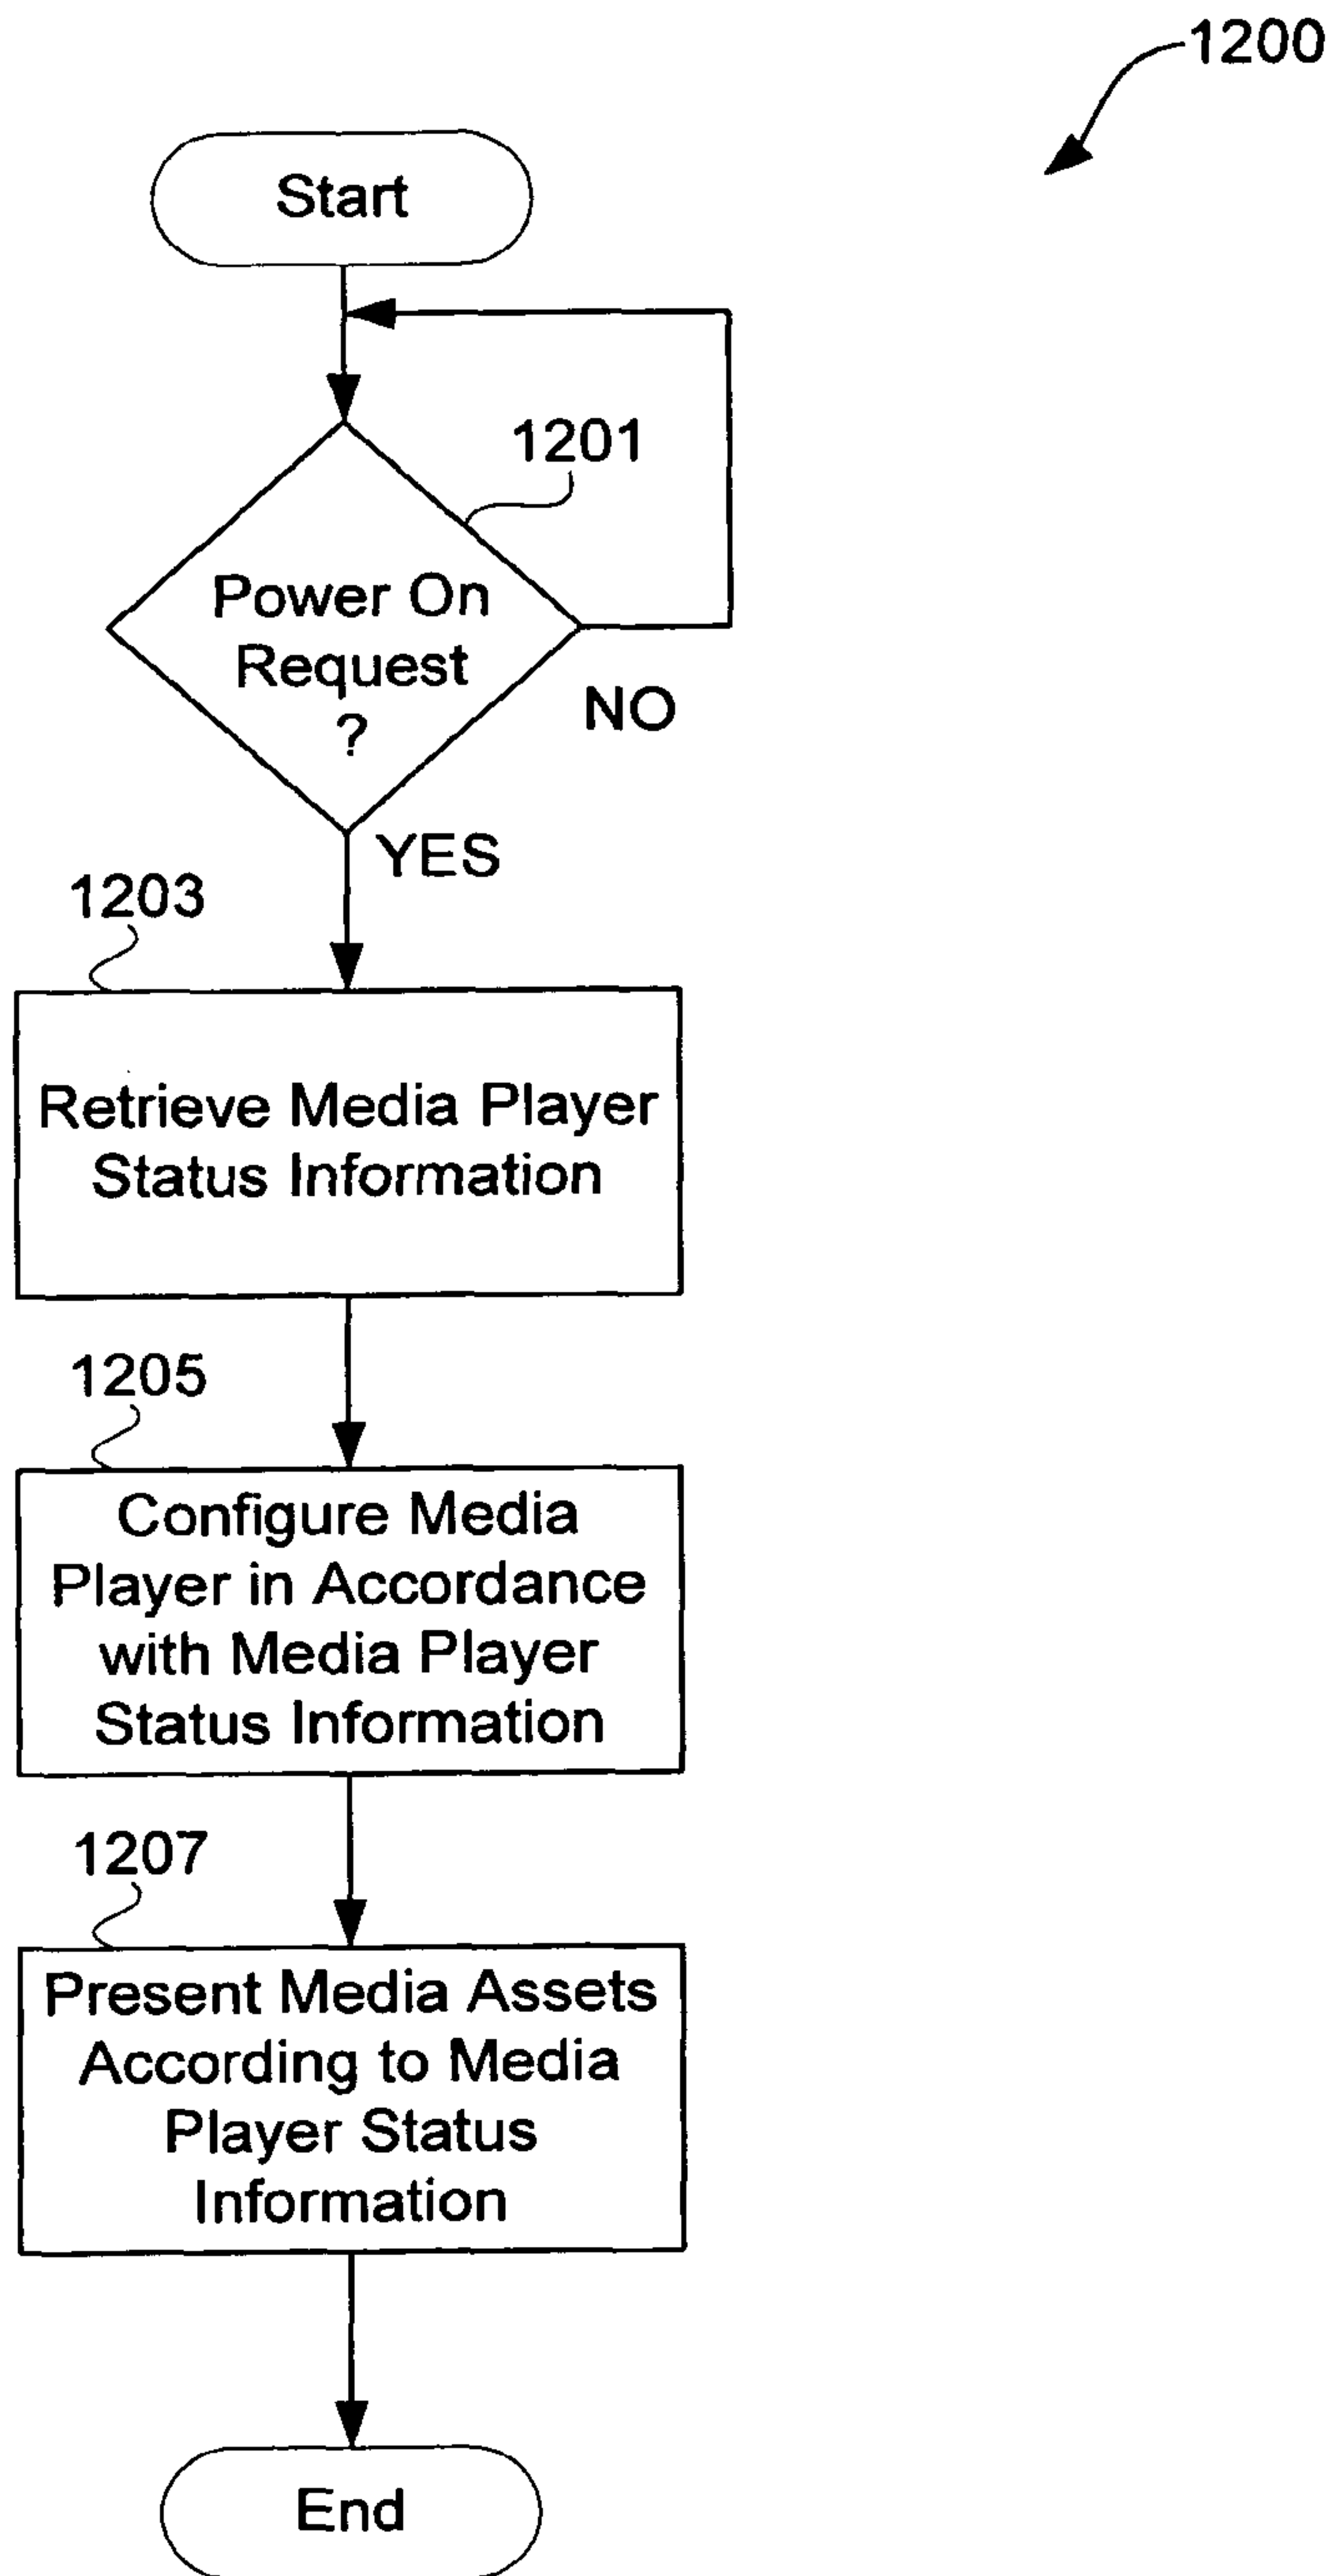 1200
Start
1201
Power On
Request
?
NO
YES
1203
Retrieve Media Player
Status Information
1205
Configure Media
Player in Accordance
with Media Player
Status Information
1207
Present Media Assets
According to Media
Player Status
Information
End